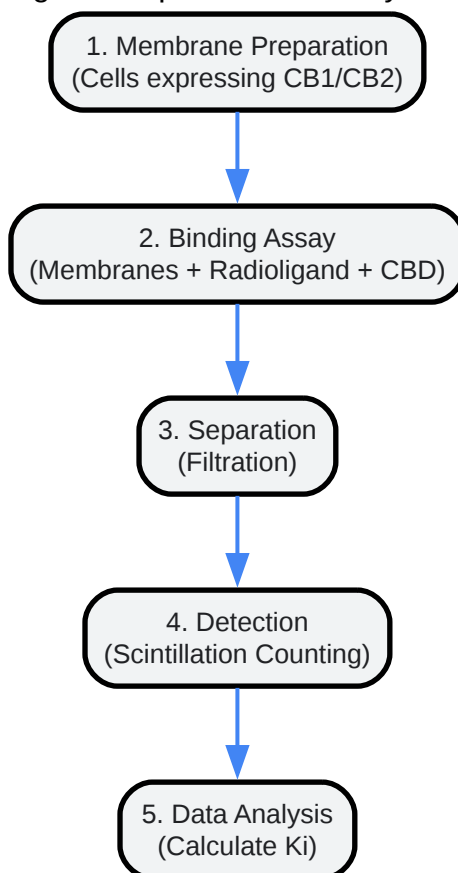 1. Membrane Preparation
(Cells expressing CB1/CB2)
2. Binding Assay
(Membranes + Radioligand + CBD)
3. Separation
(Filtration)
4. Detection
(Scintillation Counting)
5. Data Analysis
(Calculate Ki)